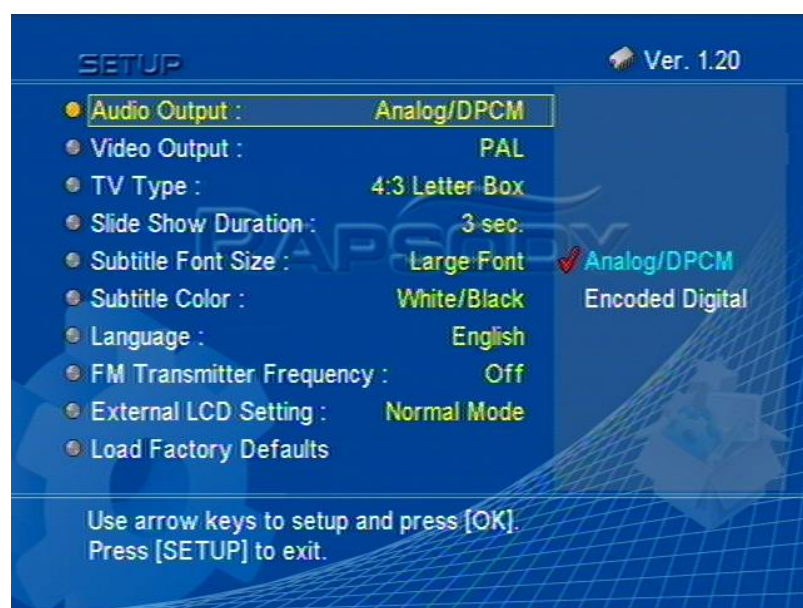 SETUP
Ver. 1.20
Audio Output : Analog/DPCM
Video Output : PAL
TV Type : 4:3 Letter Box
Slide Show Duration : 3 sec.
PAPSODY
Subtitle Font Size : Large Font
Analog/DPCM
Subtitle Color : White/Black
Encoded Digital
Language : English
FM Transmitter Frequency : Off
External LCD Setting : Normal Mode
Load Factory Defaults
Use arrow keys to setup and press [OK].
Press [SETUP] to exit.